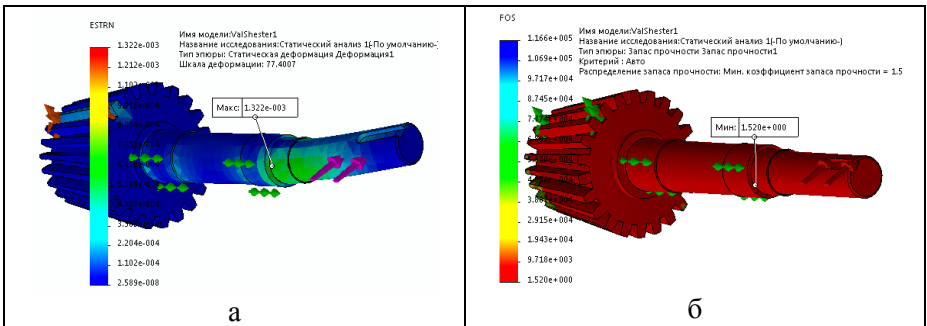 ESTRN
Имя модели:ValShester1
Название исследования:Статический анализ 1(-По умолчанию-)
Тип эпюры: Статическая деформация Деформация1
Шкала деформации: 77.4007
1.322e-003
1.212e-003
Макс: 1.322e-003
2.204e-004
1.102e-004
2.589e-008
а
FOS
Имя модели:ValShester1
Название исследования:Статический анализ 1(-По умолчанию-)
Тип эпюры: Запас прочности Запас прочности1
Критерий : Авто
Распределение запаса прочности: Мин. коэффициент запаса прочности = 1.5
1.166e+005
1.069e+005
9.717e+004
8.745e+004
Мин: 1.520e+000
2.915e+004
1.943e+004
9.718e+003
1.520e+000
б